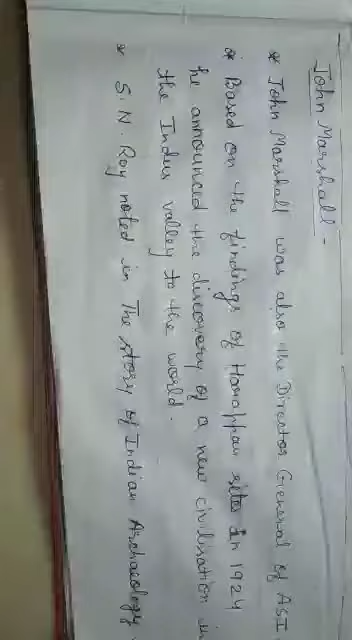 John Marshall -
* John Marshall was also the Director General of ASI
* Based on the findings of Harappan sites in 1924
he announced the discovery of a new civilisation in
the Indus valley to the world.
* S.N. Roy noted in The story of Indian Archaeology